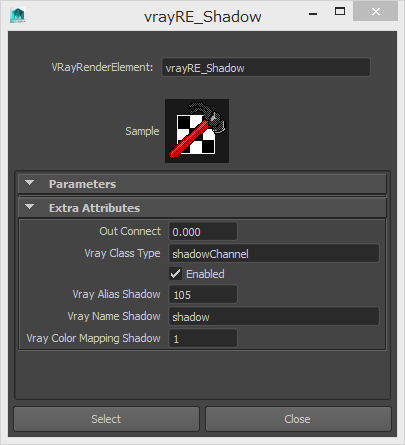 vrayRE_Shadow
VRayRenderElement: vrayRE_Shadow
Sample
Parameters
Extra Attributes
Out Connect 0.000
Vray Class Type shadowChannel
Enabled
Vray Alias Shadow 105
Vray Name Shadow shadow
Vray Color Mapping Shadow 1
Select Close